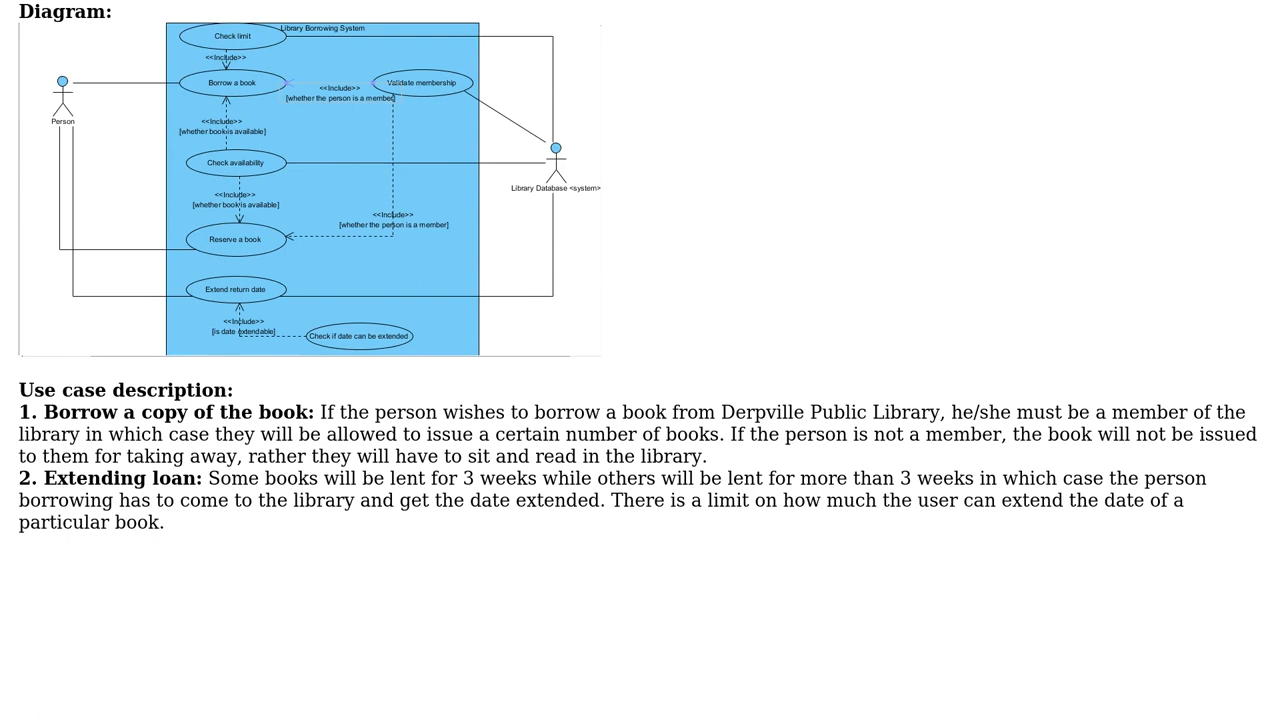 Diagram:
Library Borrowing System
Check limit
<<Include>>
Borrow a book
Validate membership
<<Include>>
[whether the person is a member]
Person
<<Include>>
[whether book is available]
Check availability
Library Database <system>
<<Include>>
[whether book is available]
<<Include>>
[whether the person is a member]
Reserve a book
Extend return date
<<Include>>
[is date extendable]
Check if date can be extended
Use case description:
1. Borrow a copy of the book: If the person wishes to borrow a book from Derpville Public Library, he/she must be a member of the
library in which case they will be allowed to issue a certain number of books. If the person is not a member, the book will not be issued
to them for taking away, rather they will have to sit and read in the library.
2. Extending loan: Some books will be lent for 3 weeks while others will be lent for more than 3 weeks in which case the person
borrowing has to come to the library and get the date extended. There is a limit on how much the user can extend the date of a
particular book.